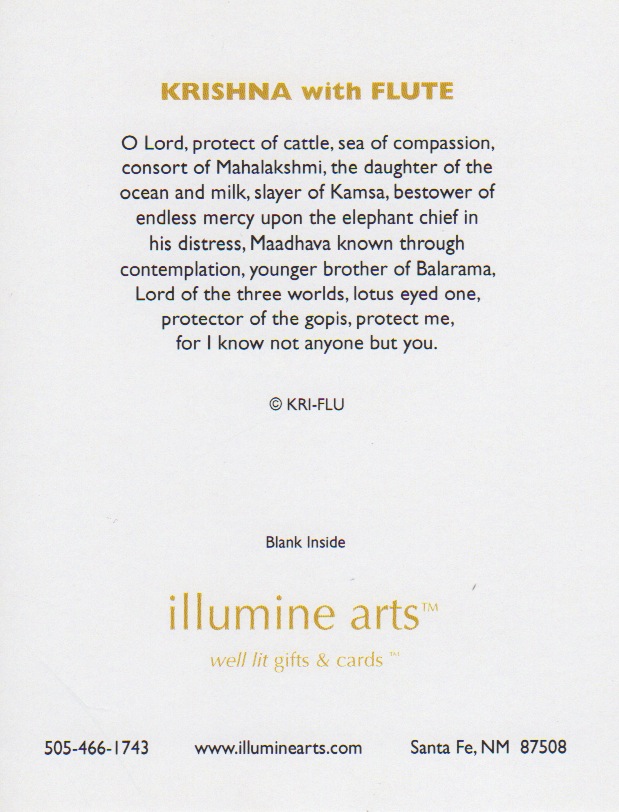 KRISHNA with FLUTE
O Lord, protect of cattle, sea of compassion,
consort of Mahalakshmi, the daughter of the
ocean and milk, slayer of Kamsa, bestower of
endless mercy upon the elephant chief in
his distress, Maadhava known through
contemplation, younger brother of Balarama,
Lord of the three worlds, lotus eyed one,
protector of the gopis, protect me,
for I know not anyone but you.
© KRI-FLU
Blank Inside
illumine arts™
well lit gifts & cards ™
505-466-1743 www.illuminearts.com Santa Fe, NM 87508